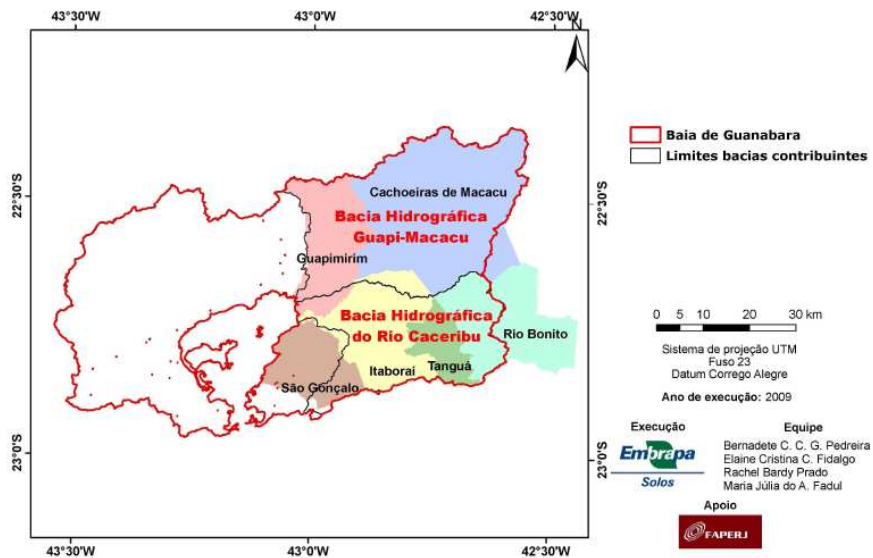 43°30'W
43°0'W
42°30'W
N
22°30'S
22°30'S
Baia de Guanabara
Limites bacias contribuintes
Cachoeiras de Macacu
Bacia Hidrográfica
Guapi-Macacu
Guapimirim
Bacia Hidrográfica
do Rio Caceribu
Rio Bonito
Itaboraí
Tanguá
São Gonçalo
0 5 10 20 30 km
Sistema de projeção UTM
Fuso 23
Datum Corrego Alegre
Ano de execução: 2009
23°0'S
23°0'S
Execução
Embrapa
Solos
Equipe
Bernadete C. C. G. Pedreira
Elaine Cristina C. Fidalgo
Rachel Bardy Prado
Maria Júlia do A. Fadul
Apoio
FAPERJ
43°30'W
43°0'W
42°30'W